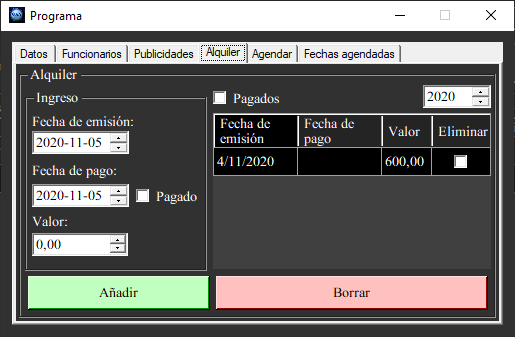 Programa
Datos Funcionarios Publicidades Alquiler Agendar Fechas agendadas
Alquiler
Ingreso
Fecha de emisión:
2020-11-05
Fecha de pago:
2020-11-05 Pagado
Valor:
0,00
Pagados 2020
Fecha de emisión Fecha de pago Valor Eliminar
4/11/2020 600,00
Añadir Borrar